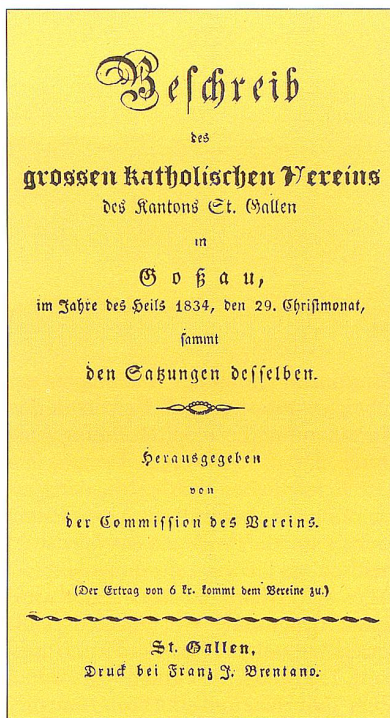 Beschreib
des
grossen katholischen Vereins
des Kantons St. Gallen
in
Goßau,
im Jahre des Heils 1834, den 29. Christmonat,
sammt
den Satzungen desselben.
Herausgegeben
von
der Commission des Vereins.
(Der Ertrag von 6 kr. kommt dem Vereine zu.)
St. Gallen,
Druck bei Franz J. Brentano.